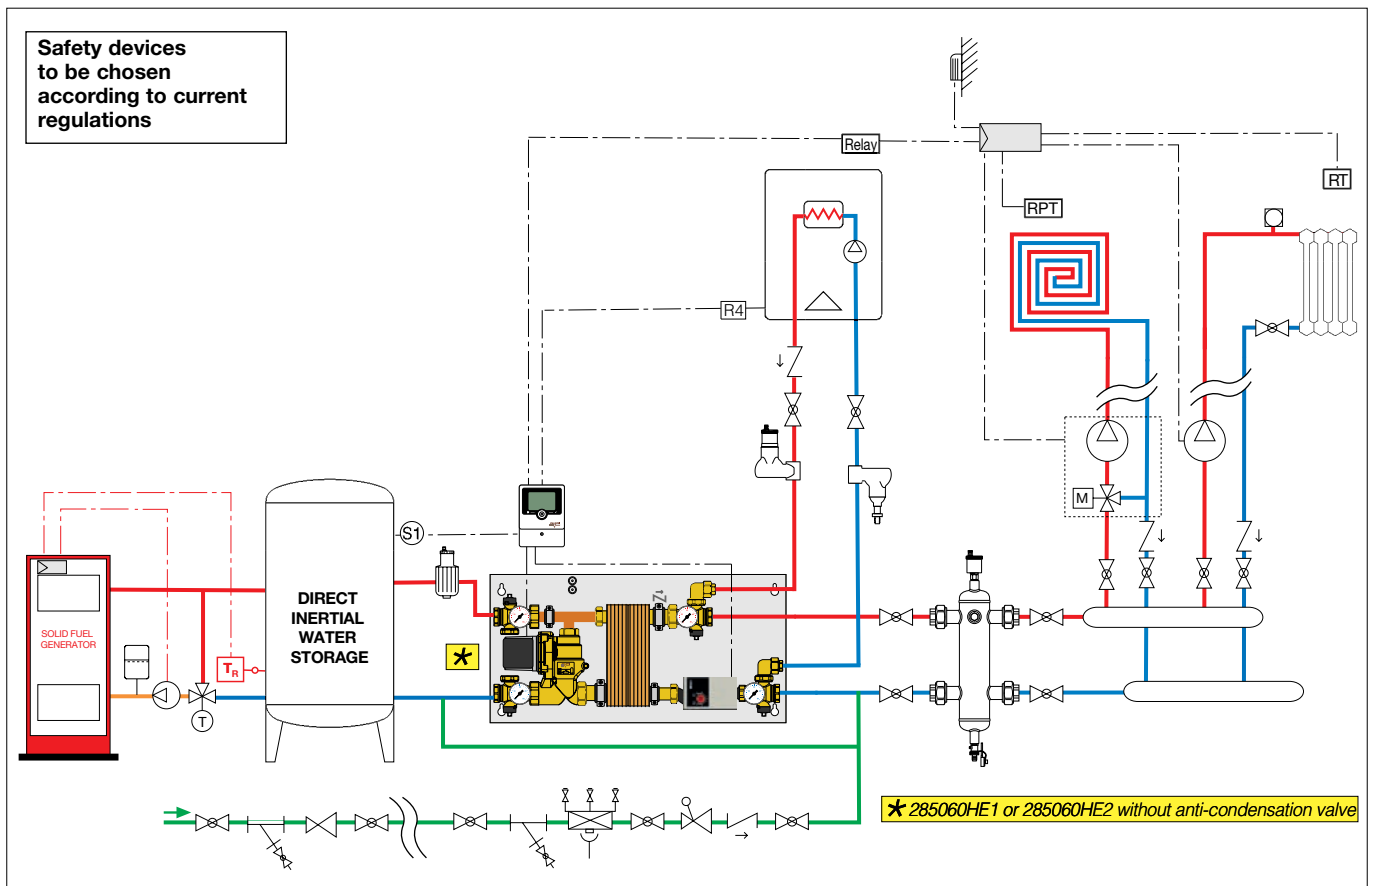 Safety devices
to be chosen
according to current
regulations
Relay
RT
RPT
R4
M
S1
SOLID FUEL
GENERATOR
TR
T
DIRECT
INERTIAL
WATER
STORAGE
*
* 285060HE1 or 285060HE2 without anti-condensation valve